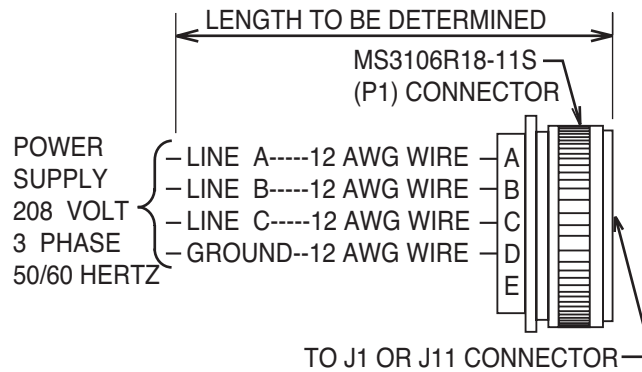 LENGTH TO BE DETERMINED
MS3106R18-11S
(P1) CONNECTOR
POWER
SUPPLY
208 VOLT
3 PHASE
50/60 HERTZ
LINE A-----12 AWG WIRE A
LINE B-----12 AWG WIRE B
LINE C-----12 AWG WIRE C
GROUND--12 AWG WIRE D
E
TO J1 OR J11 CONNECTOR